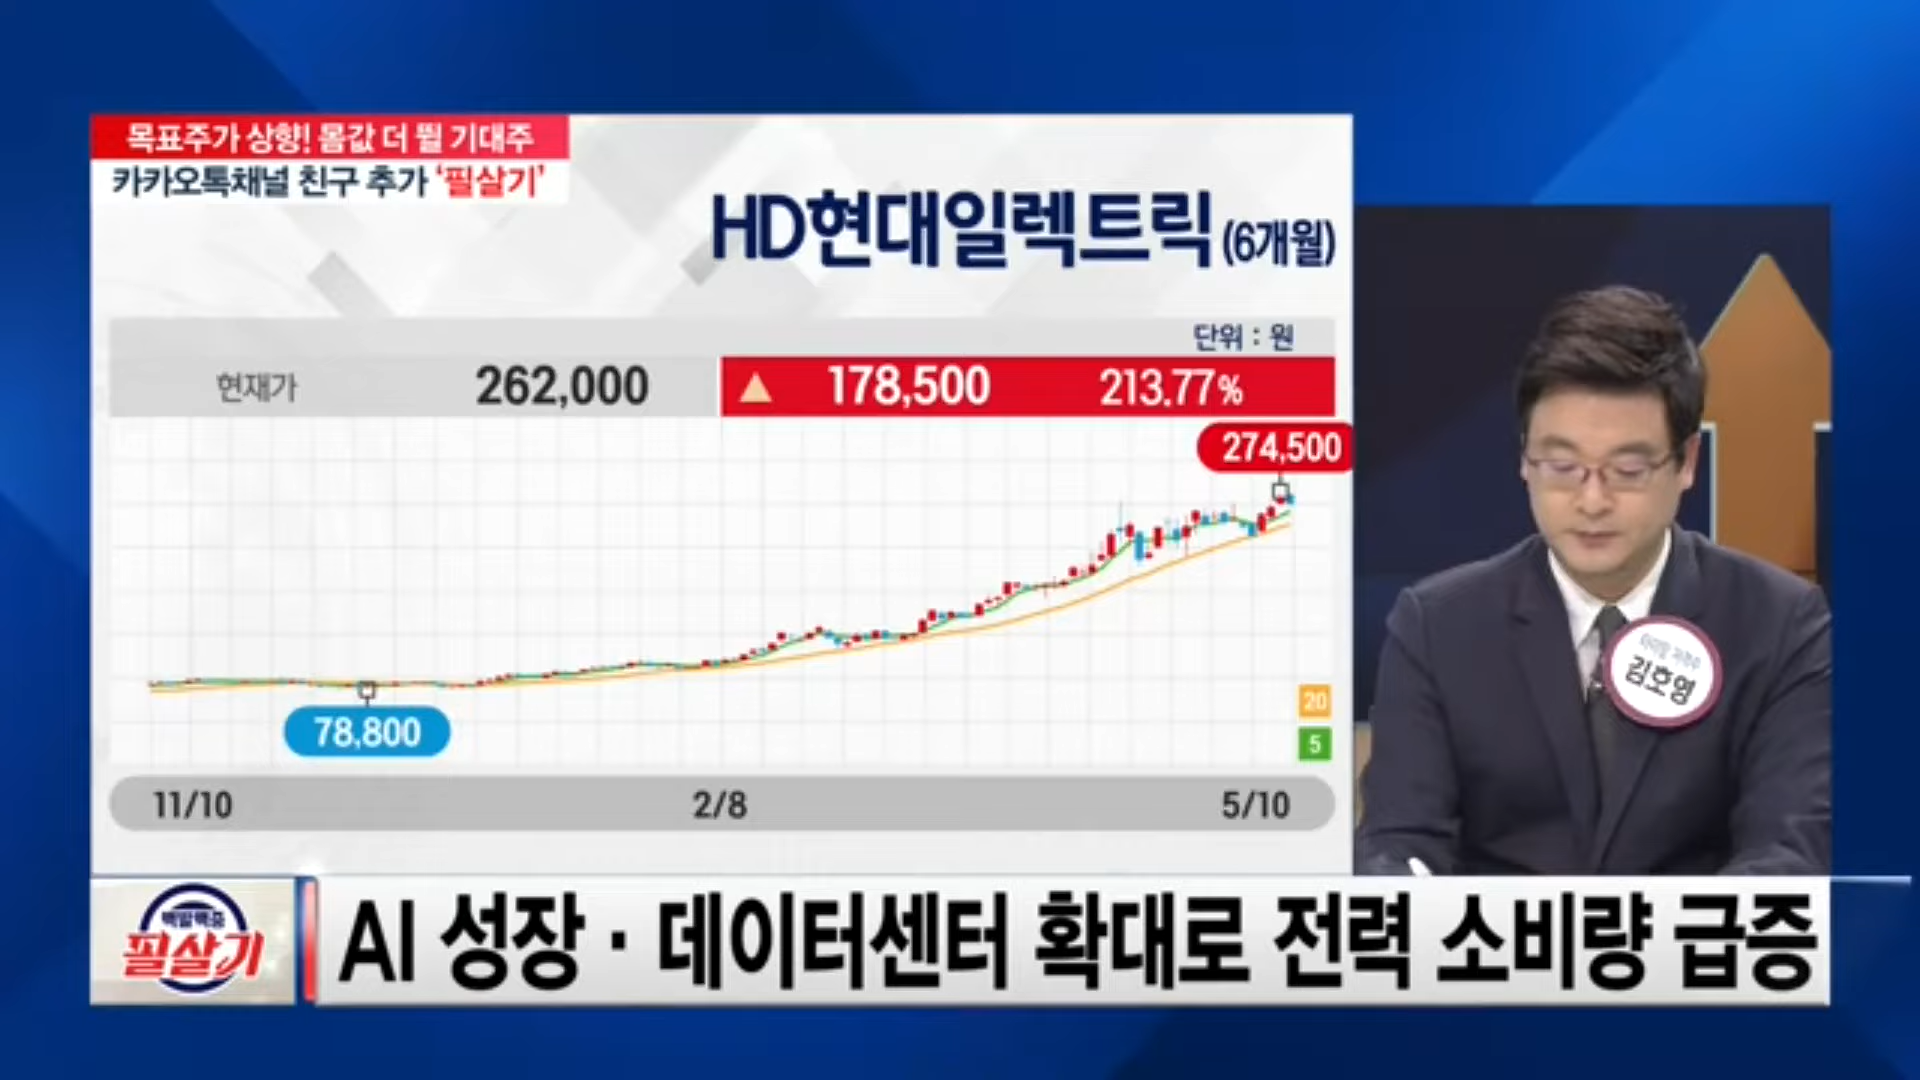 목표주가 상향! 몸값 더 뛸 기대주
카카오톡채널 친구 추가 '필살기'
HD현대일렉트릭 (6개월)
단위 : 원
현재가 262,000 ▲ 178,500 213.77%
274,500
78,800
20
5
11/10 2/8 5/10
김호영
백발백중
필살기
AI 성장·데이터센터 확대로 전력 소비량 급증